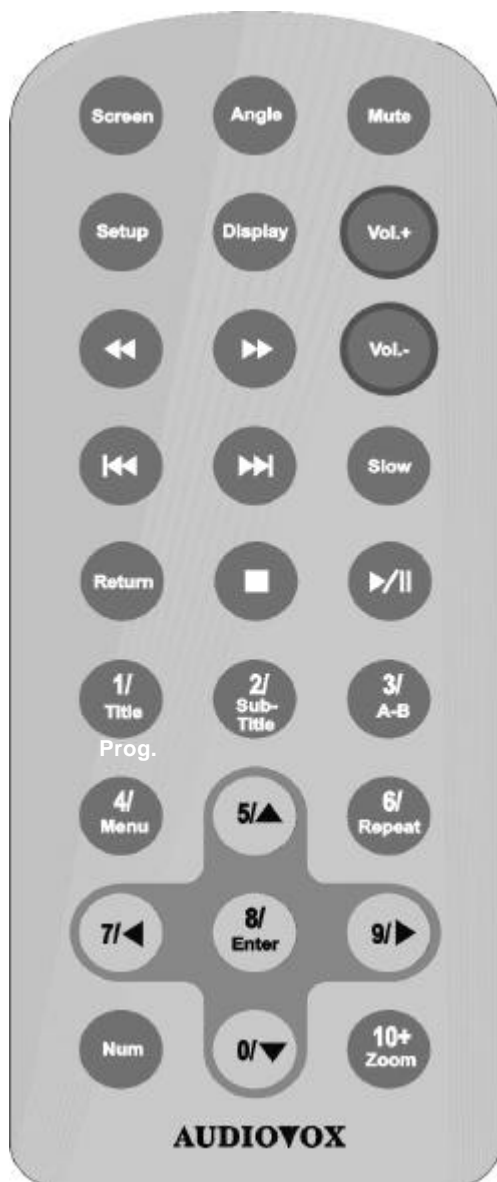 Screen Angle Mute
Setup Display Vol.+
Vol.-
Slow
Return
1/ 2/ 3/
Title Sub- A-B
Title
Prog.
4/ 5/ 6/
Menu Repeat
7/ 8/ 9/
Enter
Num 0/ 10+
Zoom
AUDIOVOX